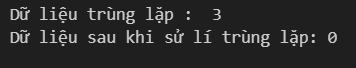 Dữ liệu trùng lặp :  3
Dữ liệu sau khi sử lí trùng lặp: 0